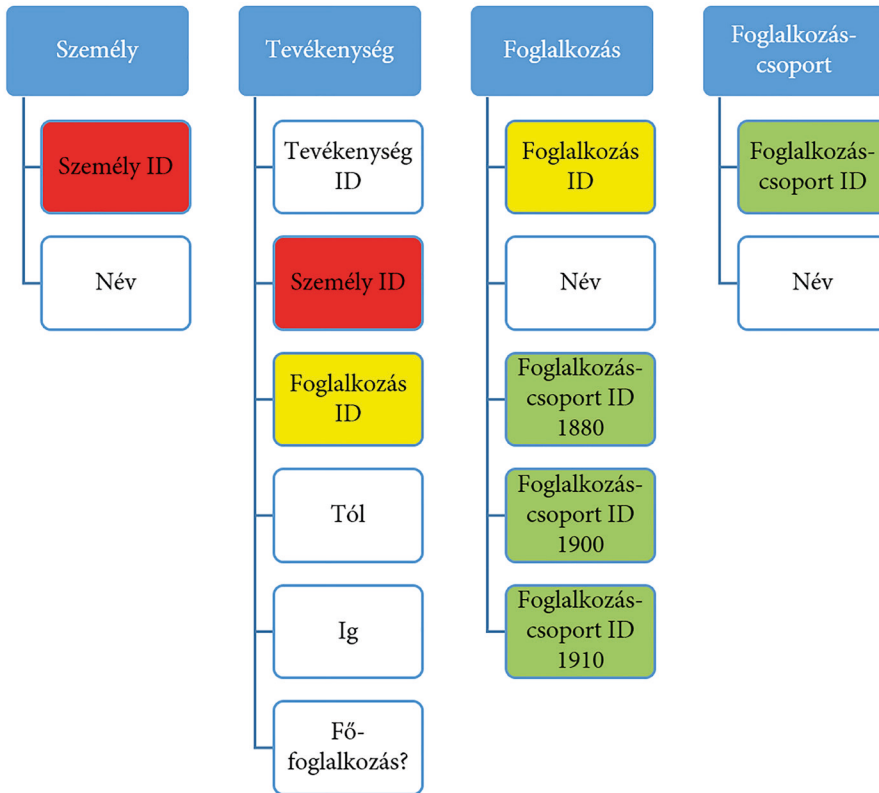 Személy
Személy ID
Név
Tevékenység
Tevékenység
ID
Személy ID
Foglalkozás
ID
Tól
Ig
Fő-
foglalkozás?
Foglalkozás
Foglalkozás
ID
Név
Foglalkozás-
csoport ID
1880
Foglalkozás-
csoport ID
1900
Foglalkozás-
csoport ID
1910
Foglalkozás-
csoport
Foglalkozás-
csoport ID
Név